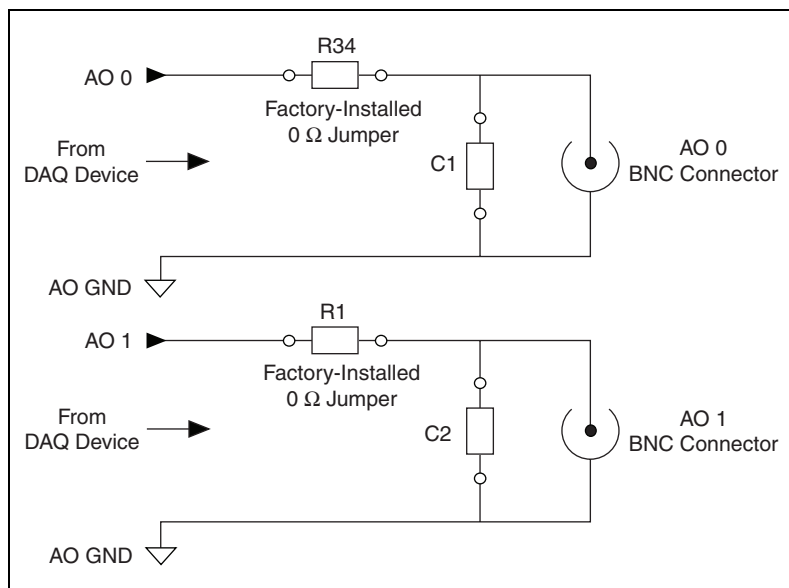 R34
AO 0
Factory-Installed
0 Ω Jumper
From
DAQ Device
C1
AO 0
BNC Connector
AO GND
R1
AO 1
Factory-Installed
0 Ω Jumper
From
DAQ Device
C2
AO 1
BNC Connector
AO GND